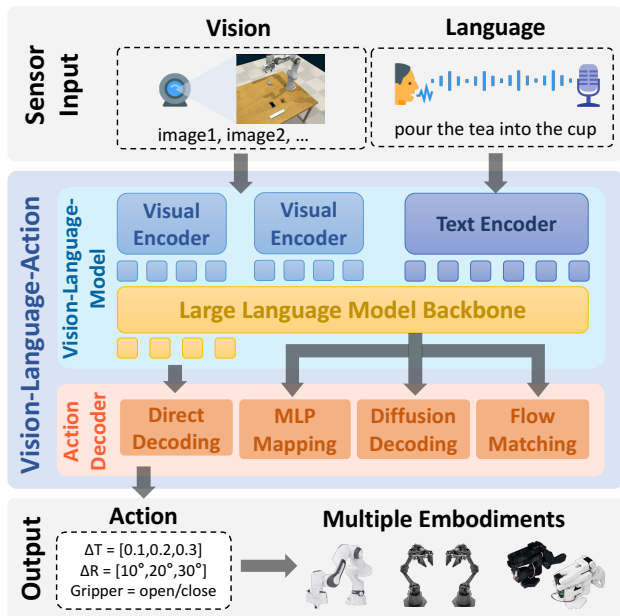 Sensor
Input
Vision
image1, image2, ...
Language
pour the tea into the cup
Vision-Language-Action
Vision-Language-
Model
Visual
Encoder
Visual
Encoder
Text Encoder
Large Language Model Backbone
Action
Decoder
Direct
Decoding
MLP
Mapping
Diffusion
Decoding
Flow
Matching
Output
Action
ΔT = [0.1,0.2,0.3]
ΔR = [10°,20°,30°]
Gripper = open/close
Multiple Embodiments